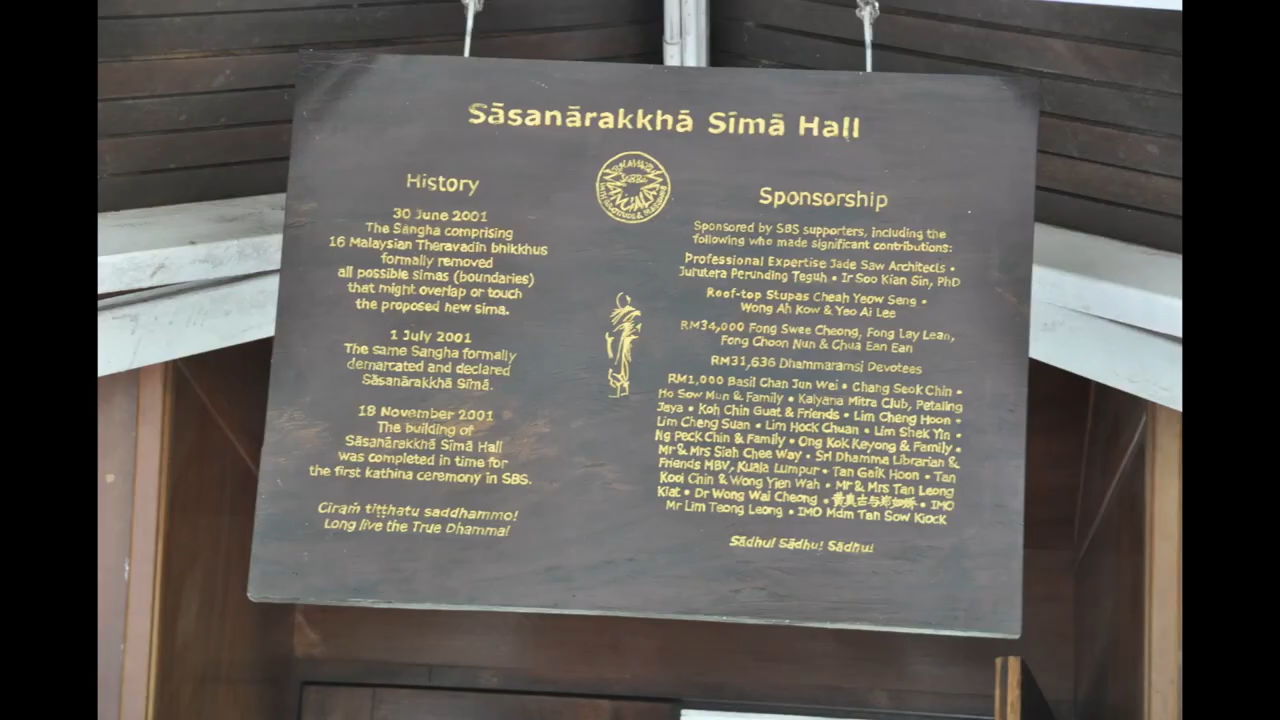 Sāsanārakkhā Sīmā Hall
History
30 June 2001
The Sangha comprising
16 Malaysian Theravadin bhikkhus
formally removed
all possible simas (boundaries)
that might overlap or touch
the proposed new sima.
1 July 2001
The same Sangha formally
demarcated and declared
Sāsanārakkhā Sīmā.
18 November 2001
The building of
Sāsanārakkhā Sīmā Hall
was completed in time for
the first kathina ceremony in SBS.
Ciraṁ tiṭṭhatu saddhammo!
Long live the True Dhamma!
Sponsorship
Sponsored by SBS supporters, including the
following who made significant contributions:
Professional Expertise Jade Saw Architects •
Jurutera Perunding Teguh • Ir Soo Kian Sin, PhD
Roof-top Stupas Cheah Yeow Seng •
Wong Ah Kow & Yeo Ai Lee
RM34,000 Fong Swee Cheong, Fong Lay Lean,
Fong Choon Nun & Chua Ean Ean
RM31,636 Dhammaramsi Devotees
RM1,000 Basil Chan Jun Wei • Chang Seok Chin •
Ho Sow Mun & Family • Kalyana Mitra Club, Petaling
Jaya • Koh Chin Guat & Friends • Lim Cheng Hoon •
Lim Cheng Suan • Lim Hock Chuan • Lim Shek Yin •
Ng Peck Chin & Family • Ong Kok Keyong & Family •
Mr & Mrs Siah Chee Way • Sri Dhamma Librarian &
Friends MBV, Kuala Lumpur • Tan Gaik Hoon • Tan
Kooi Chin & Wong Yien Wah • Mr & Mrs Tan Leong
Kiat • Dr Wong Wai Cheong • IMO
Mr Lim Teong Leong • IMO Mdm Tan Sow Kiock
Sādhu! Sādhu! Sādhu!